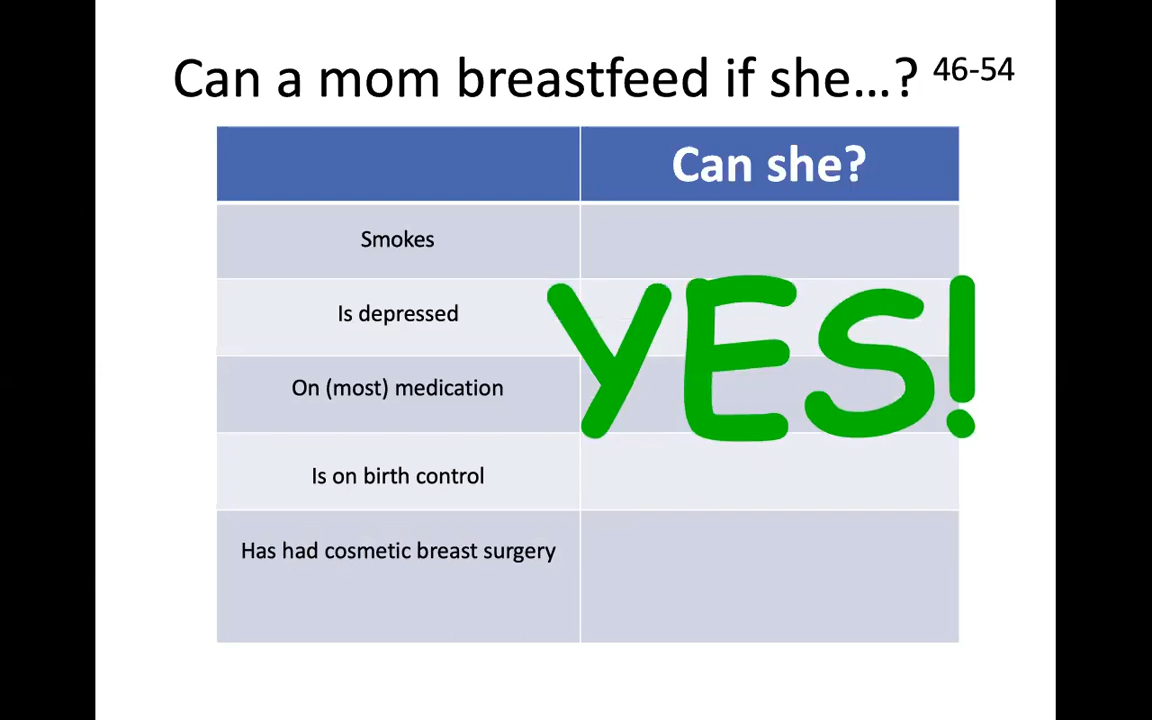 Can a mom breastfeed if she...? 46-54
Can she?
Smokes
Is depressed
YES!
On (most) medication
Is on birth control
Has had cosmetic breast surgery